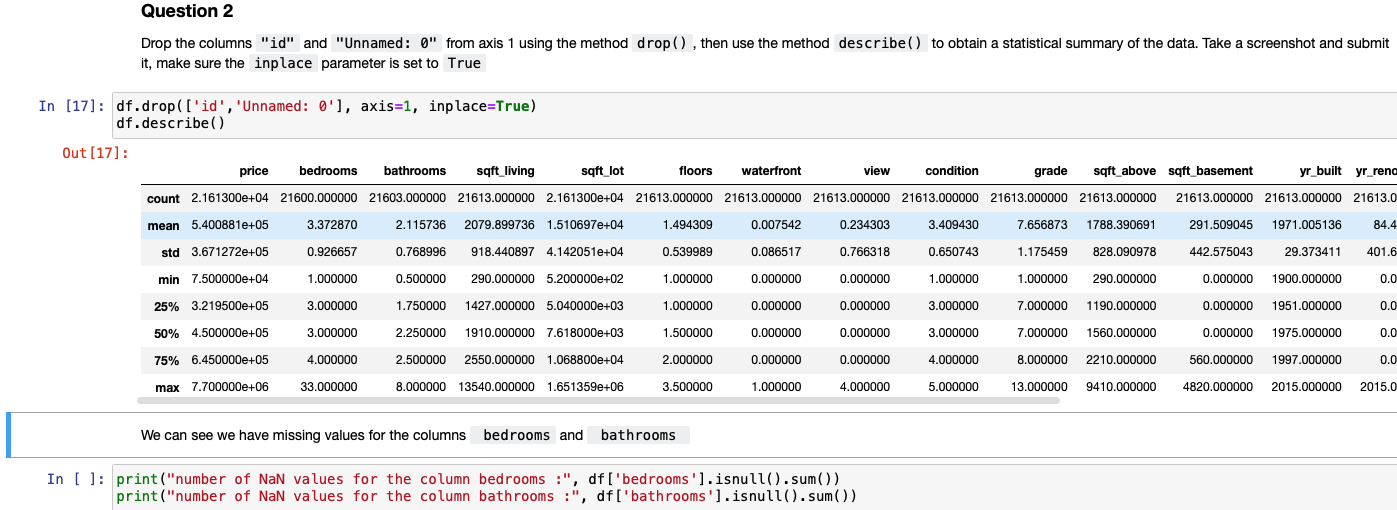 Question 2
Drop the columns "id" and "Unnamed: 0" from axis 1 using the method drop() , then use the method describe() to obtain a statistical summary of the data. Take a screenshot and submit
it, make sure the inplace parameter is set to True
In [17]: df.drop(['id','Unnamed: 0'], axis=1, inplace=True)
df.describe()
Out[17]:
price bedrooms bathrooms sqft_living sqft_lot floors waterfront view condition grade sqft_above sqft_basement yr_built yr_reno
count 2.161300e+04 21600.000000 21603.000000 21613.000000 2.161300e+04 21613.000000 21613.000000 21613.000000 21613.000000 21613.000000 21613.000000 21613.000000 21613.000000 21613.0
mean 5.400881e+05 3.372870 2.115736 2079.899736 1.510697e+04 1.494309 0.007542 0.234303 3.409430 7.656873 1788.390691 291.509045 1971.005136 84.4
std 3.671272e+05 0.926657 0.768996 918.440897 4.142051e+04 0.539989 0.086517 0.766318 0.650743 1.175459 828.090978 442.575043 29.373411 401.6
min 7.500000e+04 1.000000 0.500000 290.000000 5.200000e+02 1.000000 0.000000 0.000000 1.000000 1.000000 290.000000 0.000000 1900.000000 0.0
25% 3.219500e+05 3.000000 1.750000 1427.000000 5.040000e+03 1.000000 0.000000 0.000000 3.000000 7.000000 1190.000000 0.000000 1951.000000 0.0
50% 4.500000e+05 3.000000 2.250000 1910.000000 7.618000e+03 1.500000 0.000000 0.000000 3.000000 7.000000 1560.000000 0.000000 1975.000000 0.0
75% 6.450000e+05 4.000000 2.500000 2550.000000 1.068800e+04 2.000000 0.000000 0.000000 4.000000 8.000000 2210.000000 560.000000 1997.000000 0.0
max 7.700000e+06 33.000000 8.000000 13540.000000 1.651359e+06 3.500000 1.000000 4.000000 5.000000 13.000000 9410.000000 4820.000000 2015.000000 2015.0
We can see we have missing values for the columns bedrooms and bathrooms
In [ ]: print("number of NaN values for the column bedrooms :", df['bedrooms'].isnull().sum())
print("number of NaN values for the column bathrooms :", df['bathrooms'].isnull().sum())